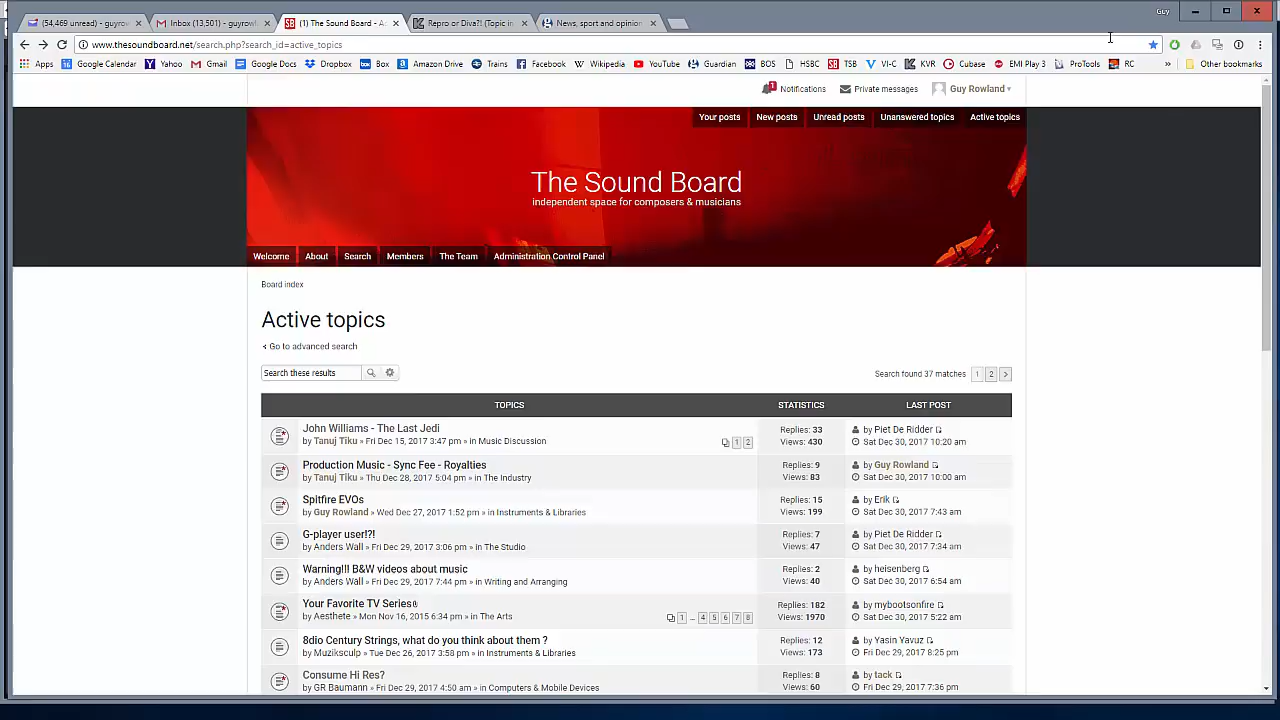 (54,469 unread) - guyrow
Inbox (13,501) - guyrowl
(1) The Sound Board - A
Repro or Diva?! (Topic in
News, sport and opinion
Guy
www.thesoundboard.net/search.php?search_id=active_topics
Apps Google Calendar Yahoo Gmail Google Docs Dropbox Box Amazon Drive Trains Facebook Wikipedia YouTube Guardian BOS HSBC TSB VI-C KVR Cubase EMI Play 3 ProTools RC » Other bookmarks
1 Notifications Private messages Guy Rowland
Your posts New posts Unread posts Unanswered topics Active topics
The Sound Board
independent space for composers & musicians
Welcome About Search Members The Team Administration Control Panel
Board index
Active topics
Go to advanced search
Search these results
Search found 37 matches 1 2
TOPICS STATISTICS LAST POST
John Williams - The Last Jedi
by Tanuj Tiku » Fri Dec 15, 2017 3:47 pm » in Music Discussion
1 2
Replies: 33
Views: 430
by Piet De Ridder
Sat Dec 30, 2017 10:20 am
Production Music - Sync Fee - Royalties
by Tanuj Tiku » Thu Dec 28, 2017 5:04 pm » in The Industry
Replies: 9
Views: 83
by Guy Rowland
Sat Dec 30, 2017 10:00 am
Spitfire EVOs
by Guy Rowland » Wed Dec 27, 2017 1:52 pm » in Instruments & Libraries
Replies: 15
Views: 199
by Erik
Sat Dec 30, 2017 7:43 am
G-player user!?!
by Anders Wall » Fri Dec 29, 2017 3:06 pm » in The Studio
Replies: 7
Views: 47
by Piet De Ridder
Sat Dec 30, 2017 7:34 am
Warning!!! B&W videos about music
by Anders Wall » Fri Dec 29, 2017 7:44 pm » in Writing and Arranging
Replies: 2
Views: 40
by heisenberg
Sat Dec 30, 2017 6:54 am
Your Favorite TV Series
by Aesthete » Mon Nov 16, 2015 6:34 pm » in The Arts
1 ... 4 5 6 7 8
Replies: 182
Views: 1970
by mybootsonfire
Sat Dec 30, 2017 5:22 am
8dio Century Strings, what do you think about them ?
by Muziksculp » Tue Dec 26, 2017 3:58 pm » in Instruments & Libraries
Replies: 12
Views: 173
by Yasin Yavuz
Fri Dec 29, 2017 8:25 pm
Consume Hi Res?
by GR Baumann » Fri Dec 29, 2017 4:50 am » in Computers & Mobile Devices
Replies: 8
Views: 60
by tack
Fri Dec 29, 2017 7:36 pm